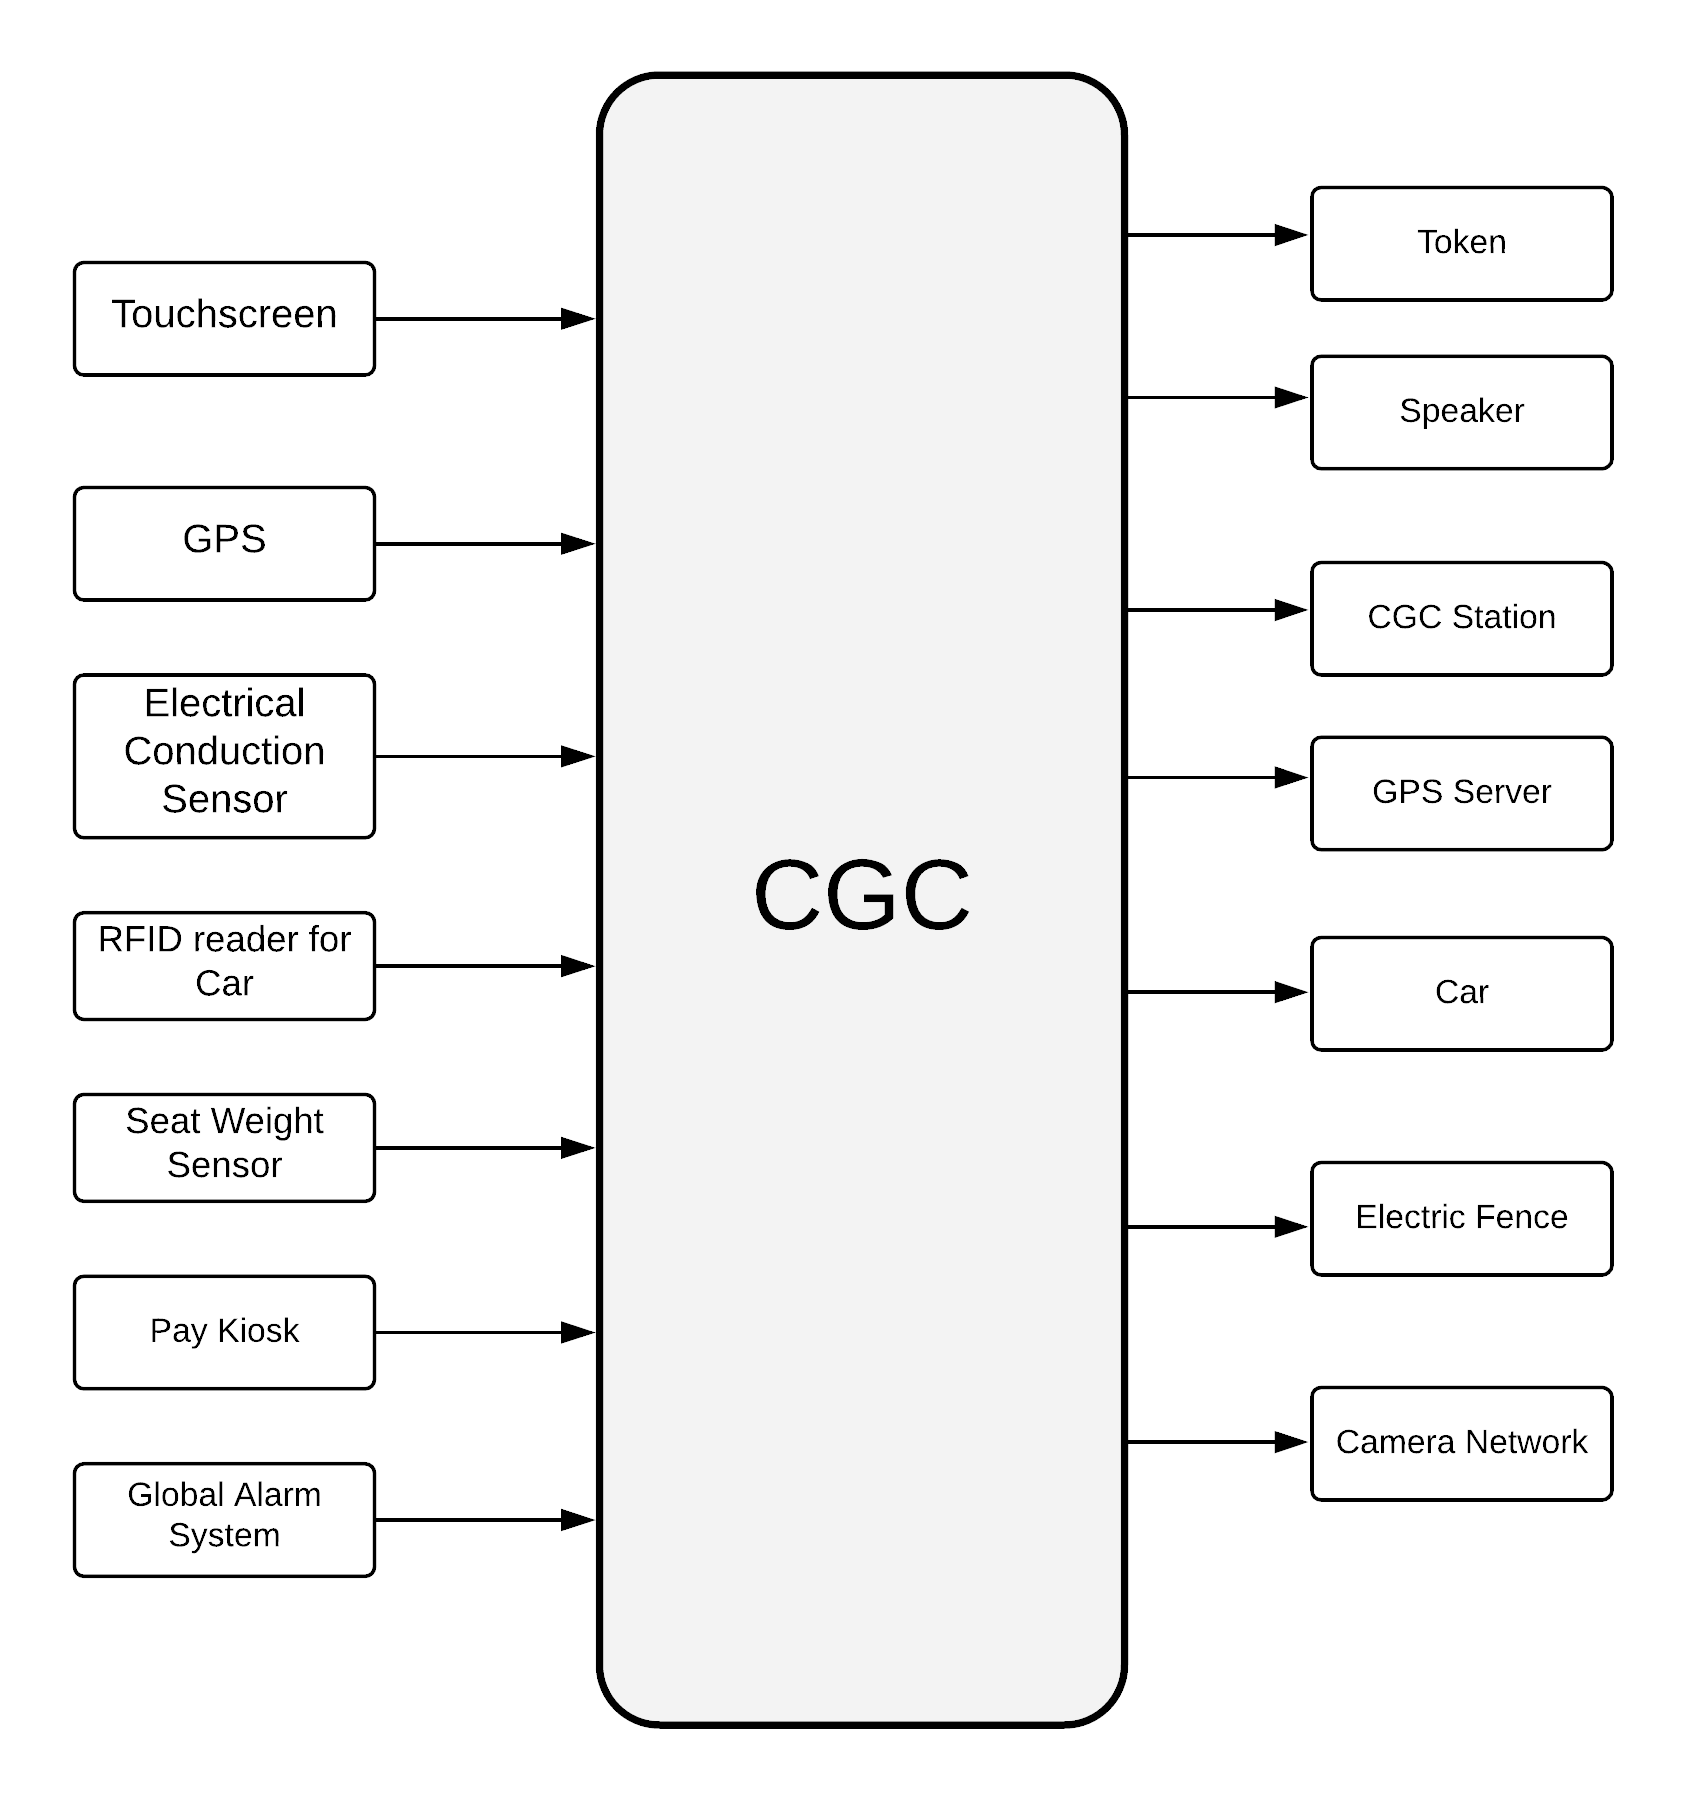 Touchscreen
GPS
Electrical
Conduction
Sensor
RFID reader for
Car
Seat Weight
Sensor
Pay Kiosk
Global Alarm
System
CGC
Token
Speaker
CGC Station
GPS Server
Car
Electric Fence
Camera Network